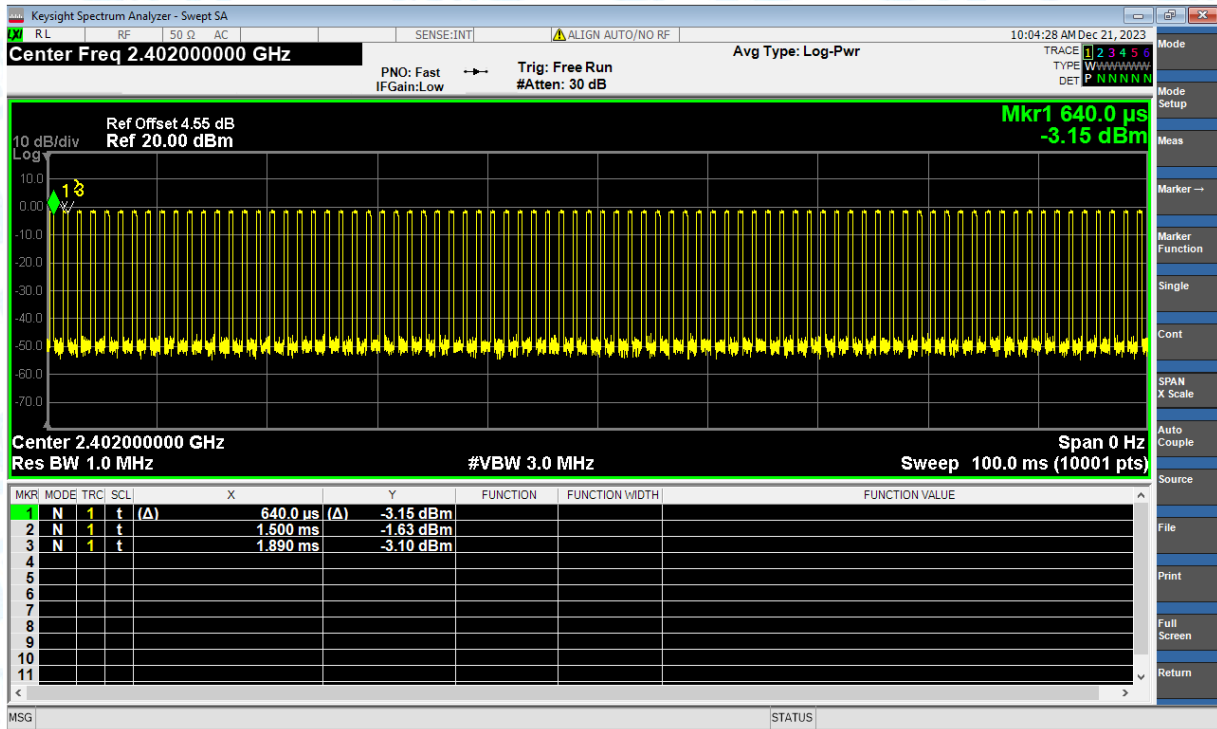 Keysight Spectrum Analyzer - Swept SA
LXI RL RF 50 Ω AC SENSE:INT ALIGN AUTO/NO RF 10:04:28 AM Dec 21, 2023
Center Freq 2.402000000 GHz
Avg Type: Log-Pwr
TRACE 1 2 3 4 5 6
PNO: Fast Trig: Free Run
TYPE WWWWWW
IFGain:Low #Atten: 30 dB
DET P N N N N N
Mkr1 640.0 µs
-3.15 dBm
Ref Offset 4.55 dB
10 dB/div Ref 20.00 dBm
Log
10.0
1 3
0.00
-10.0
-20.0
-30.0
-40.0
-50.0
-60.0
-70.0
Center 2.402000000 GHz Span 0 Hz
Res BW 1.0 MHz #VBW 3.0 MHz Sweep 100.0 ms (10001 pts)
MKR MODE TRC SCL X Y FUNCTION FUNCTION WIDTH FUNCTION VALUE
1 N 1 t (Δ) 640.0 µs (Δ) -3.15 dBm
2 N 1 t 1.500 ms -1.63 dBm
3 N 1 t 1.890 ms -3.10 dBm
4
5
6
7
8
9
10
11
MSG STATUS
Mode
Mode
Setup
Meas
Marker →
Marker
Function
Single
Cont
SPAN
X Scale
Auto
Couple
Source
File
Print
Full
Screen
Return